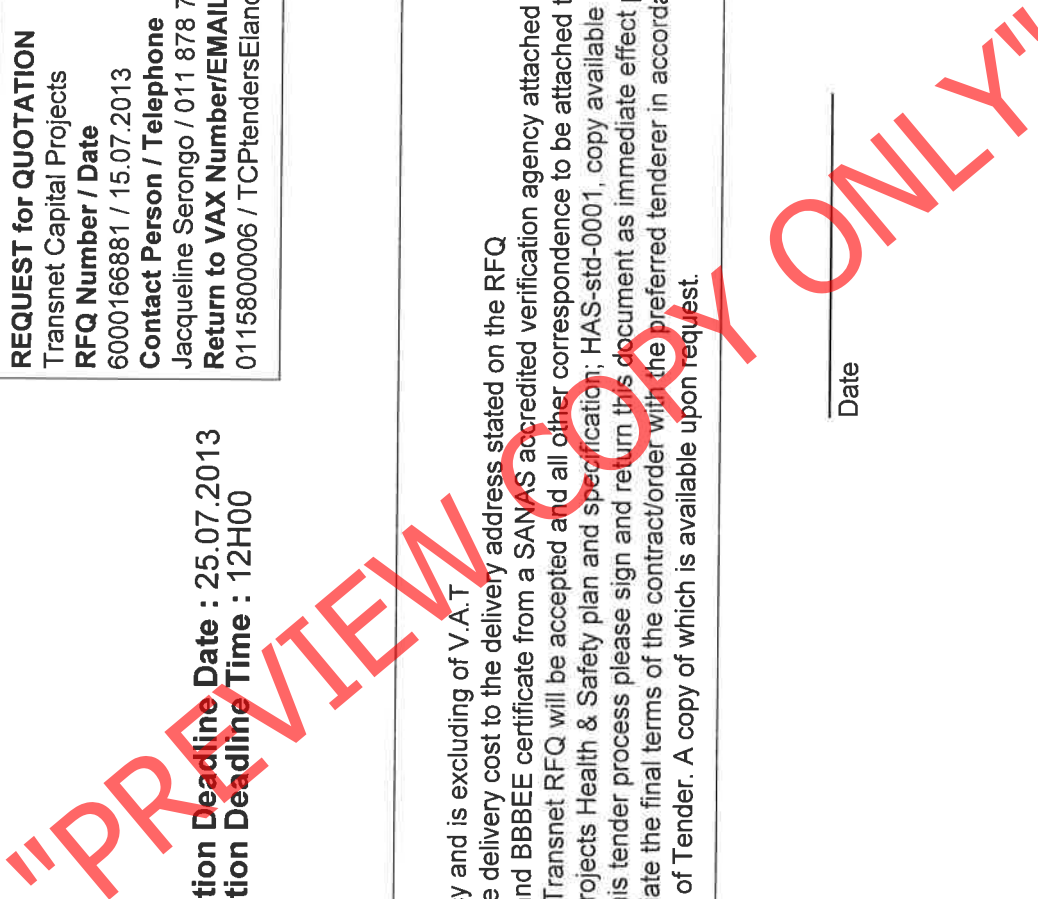 REQUEST for QUOTATION
Transnet Capital Projects
RFQ Number / Date
6000166881 / 15.07.2013
Contact Person / Telephone
Jacqueline Serongo / 011 878 7
Return to VAX Number/EMAIL
0115800006 / TCPtendersEland
tion Deadline Date : 25.07.2013
tion Deadline Time : 12H00
y and is excluding of V.A.T
e delivery cost to the delivery address stated on the RFQ
nd BBBEE certificate from a SANAS accredited verification agency attached
Transnet RFQ will be accepted and all other correspondence to be attached t
rojects Health & Safety plan and specification; HAS-std-0001, copy available
is tender process please sign and return this document as immediate effect p
ate the final terms of the contract/order with the preferred tenderer in accorda
of Tender. A copy of which is available upon request.
Date
"PREVIEW COPY ONLY"